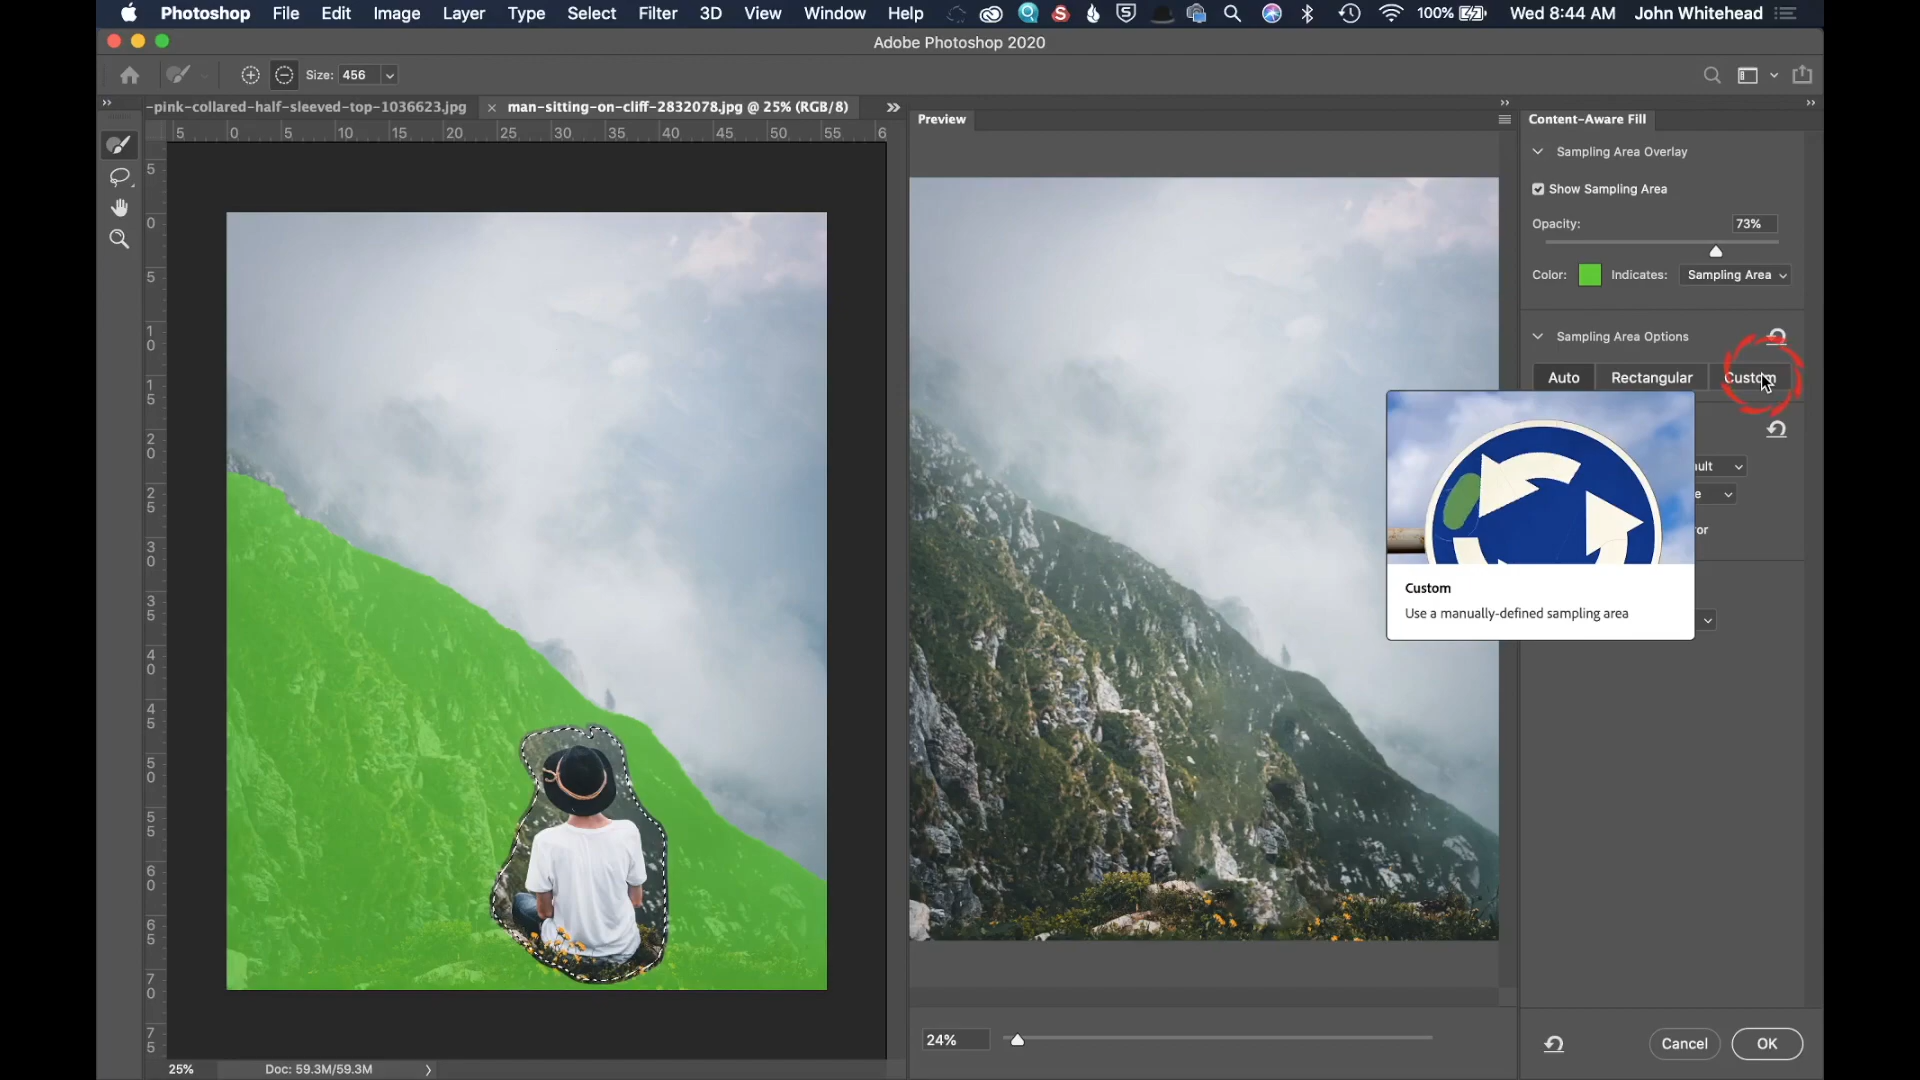 Photoshop File Edit Image Layer Type Select Filter 3D View Window Help 100% Wed 8:44 AM John Whitehead
Adobe Photoshop 2020
Size: 456
-pink-collared-half-sleeved-top-1036623.jpg × man-sitting-on-cliff-2832078.jpg @ 25% (RGB/8)
Preview
Content-Aware Fill
5 0 5 10 15 20 25 30 35 40 45 50 55 6
5
0
5
10
15
20
25
30
35
40
45
50
55
60
65
70
75
Sampling Area Overlay
Show Sampling Area
Opacity: 73%
Color: Indicates: Sampling Area
Sampling Area Options
Auto Rectangular Custom
ault
e
or
Custom
Use a manually-defined sampling area
24%
Cancel OK
25% Doc: 59.3M/59.3M